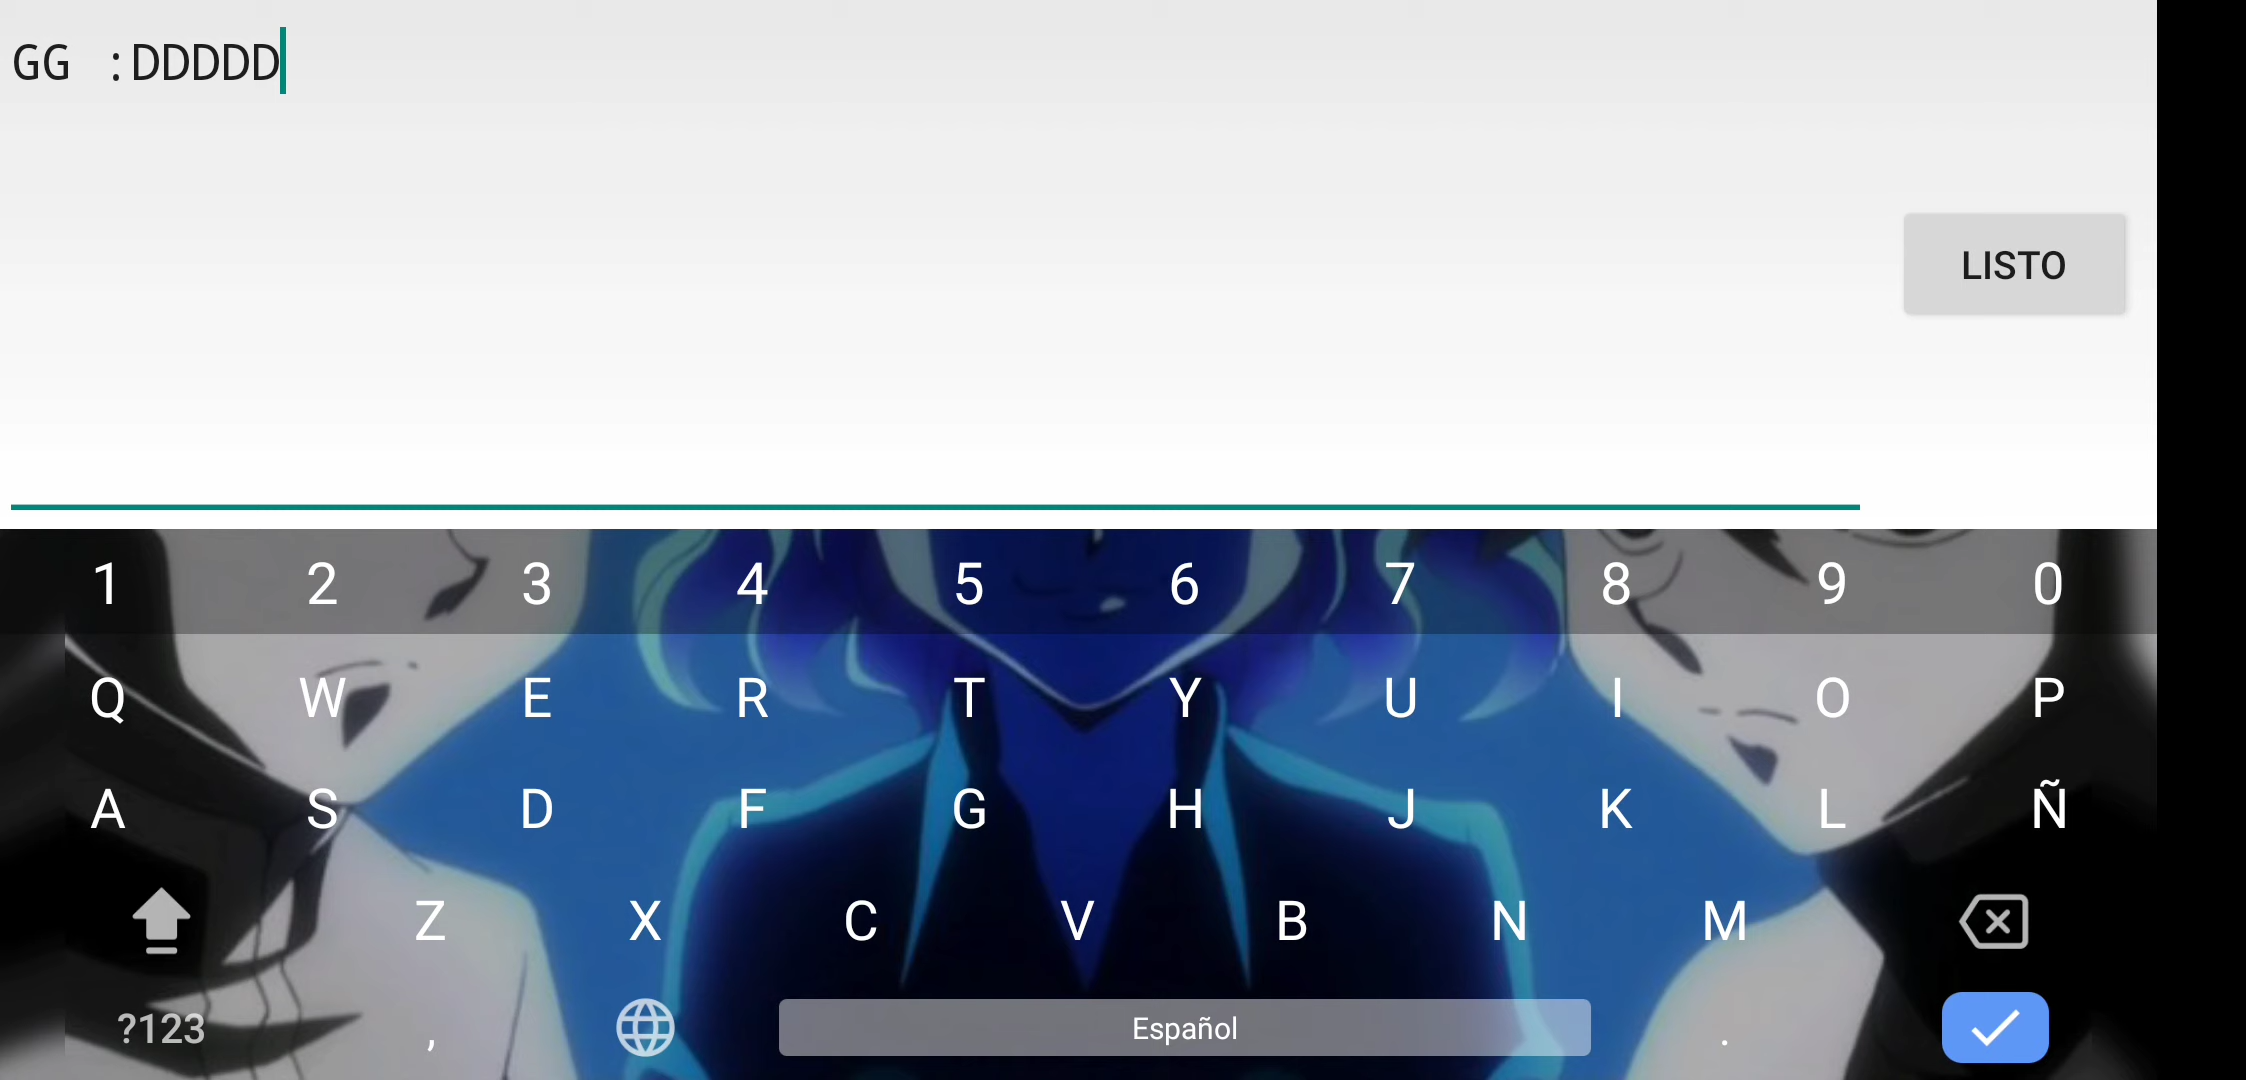 GG  :DDDDD
LISTO
1 2 3 4 5 6 7 8 9 0
Q W E R T Y U I O P
A S D F G H J K L Ñ
Z X C V B N M
?123 , Español .